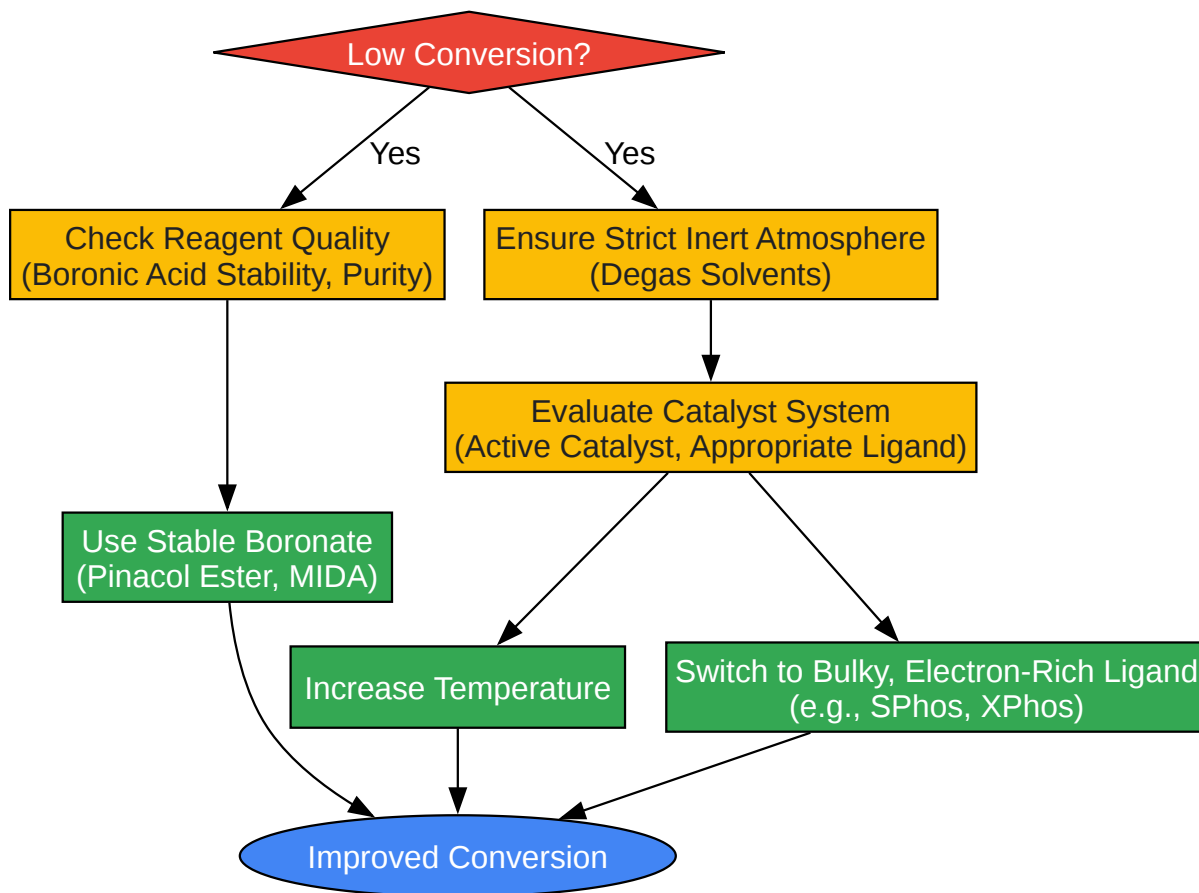 Low Conversion?
Yes
Yes
Check Reagent Quality
(Boronic Acid Stability, Purity)
Ensure Strict Inert Atmosphere
(Degas Solvents)
Evaluate Catalyst System
(Active Catalyst, Appropriate Ligand)
Use Stable Boronate
(Pinacol Ester, MIDA)
Increase Temperature
Switch to Bulky, Electron-Rich Ligand
(e.g., SPhos, XPhos)
Improved Conversion